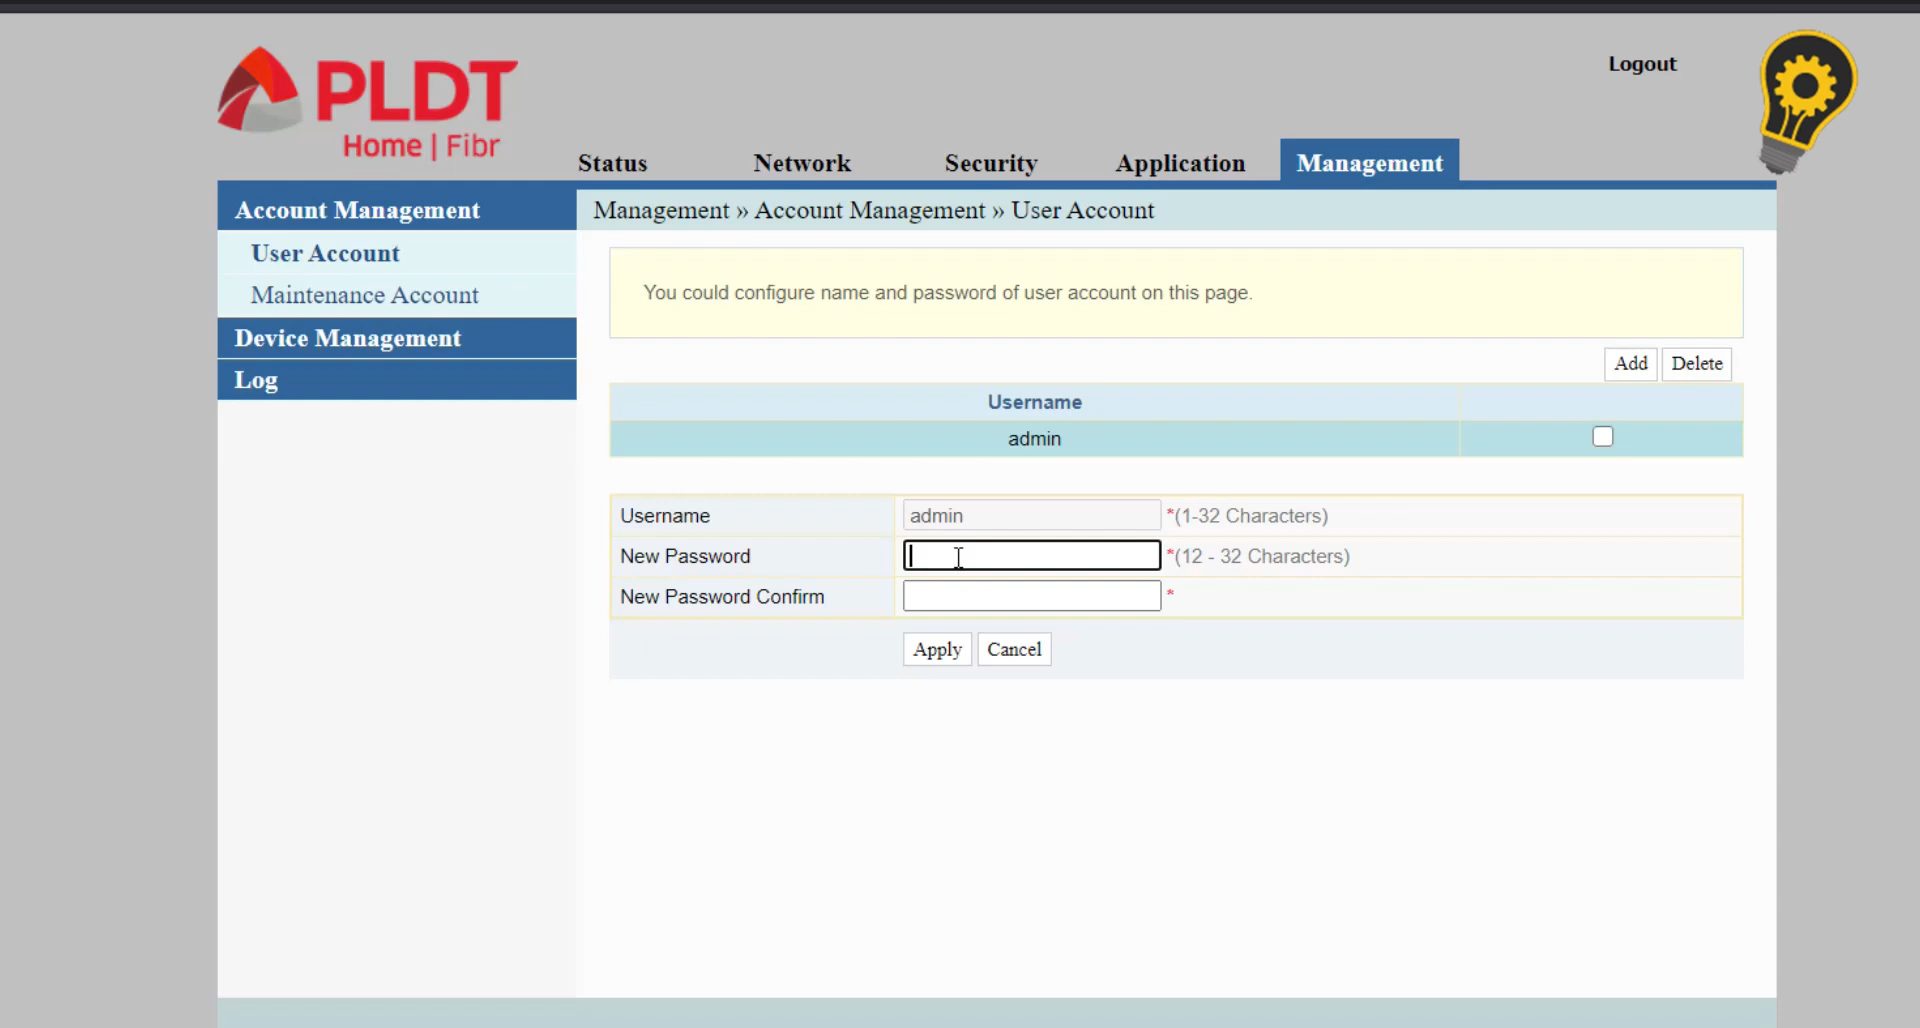 PLDT
Home | Fibr
Logout
Status Network Security Application Management
Account Management
User Account
Maintenance Account
Device Management
Log
Management » Account Management » User Account
You could configure name and password of user account on this page.
Add Delete
Username
admin
Username admin *(1-32 Characters)
New Password *(12 - 32 Characters)
New Password Confirm *
Apply Cancel